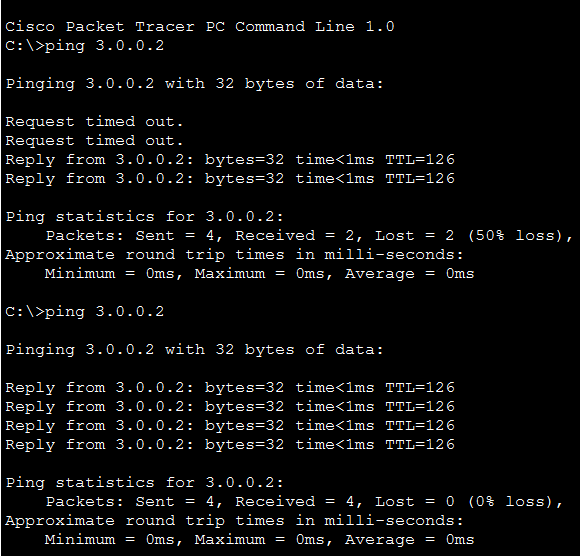 Cisco Packet Tracer PC Command Line 1.0
C:\>ping 3.0.0.2
Pinging 3.0.0.2 with 32 bytes of data:
Request timed out.
Request timed out.
Reply from 3.0.0.2: bytes=32 time<1ms TTL=126
Reply from 3.0.0.2: bytes=32 time<1ms TTL=126
Ping statistics for 3.0.0.2:
    Packets: Sent = 4, Received = 2, Lost = 2 (50% loss),
Approximate round trip times in milli-seconds:
    Minimum = 0ms, Maximum = 0ms, Average = 0ms
C:\>ping 3.0.0.2
Pinging 3.0.0.2 with 32 bytes of data:
Reply from 3.0.0.2: bytes=32 time<1ms TTL=126
Reply from 3.0.0.2: bytes=32 time<1ms TTL=126
Reply from 3.0.0.2: bytes=32 time<1ms TTL=126
Reply from 3.0.0.2: bytes=32 time<1ms TTL=126
Ping statistics for 3.0.0.2:
    Packets: Sent = 4, Received = 4, Lost = 0 (0% loss),
Approximate round trip times in milli-seconds:
    Minimum = 0ms, Maximum = 0ms, Average = 0ms